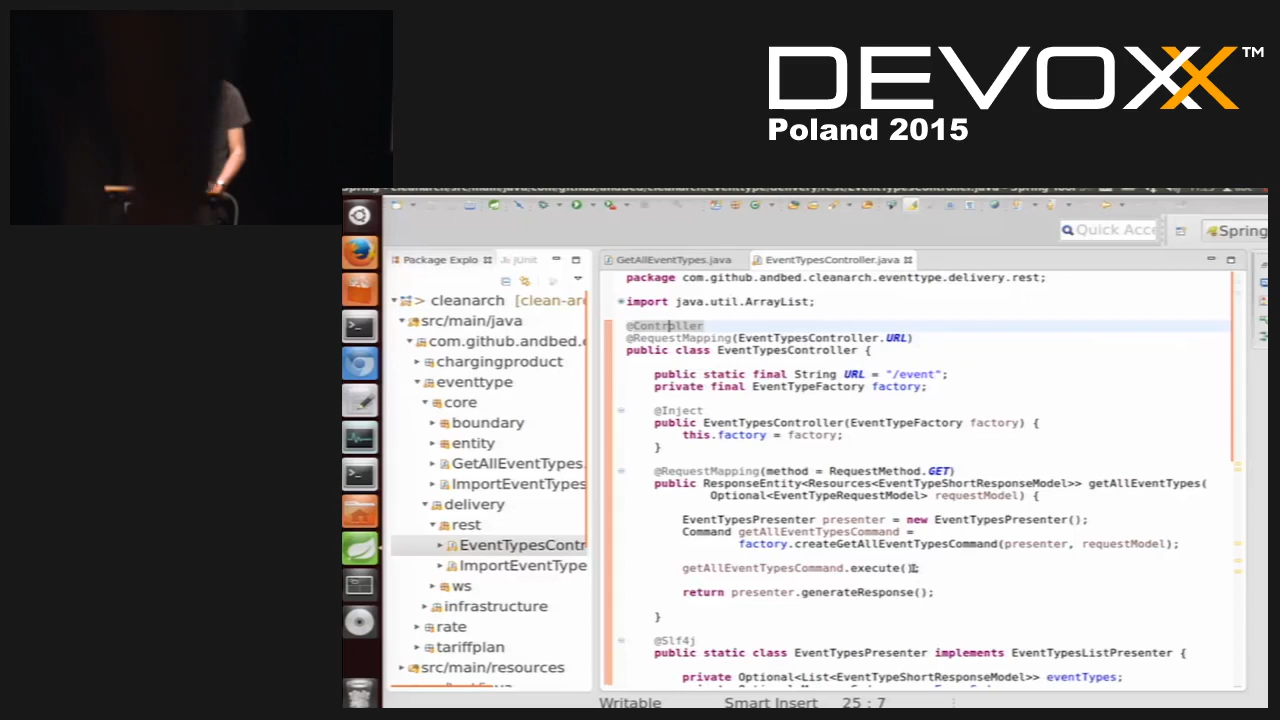 DEVOXX™
Poland 2015
Quick Acce
Spring
Package Explo
JUnit
GetAllEventTypes.java
EventTypesController.java
> cleanarch [clean-ar
src/main/java
com.github.andbed.
chargingproduct
eventtype
core
boundary
entity
GetAllEventTypes.
ImportEventTypes
delivery
rest
EventTypesContr
ImportEventType
ws
infrastructure
rate
tariffplan
src/main/resources
package com.github.andbed.cleanarch.eventtype.delivery.rest;
import java.util.ArrayList;
@Controller
@RequestMapping(EventTypesController.URL)
public class EventTypesController {
public static final String URL = "/event";
private final EventTypeFactory factory;
@Inject
public EventTypesController(EventTypeFactory factory) {
this.factory = factory;
}
@RequestMapping(method = RequestMethod.GET)
public ResponseEntity<Resources<EventTypeShortResponseModel>> getAllEventTypes(
Optional<EventTypeRequestModel> requestModel) {
EventTypesPresenter presenter = new EventTypesPresenter();
Command getAllEventTypesCommand =
factory.createGetAllEventTypesCommand(presenter, requestModel);
getAllEventTypesCommand.execute();
return presenter.generateResponse();
}
@Slf4j
public static class EventTypesPresenter implements EventTypesListPresenter {
private Optional<List<EventTypeShortResponseModel>> eventTypes;
Writable
Smart Insert
25 : 7